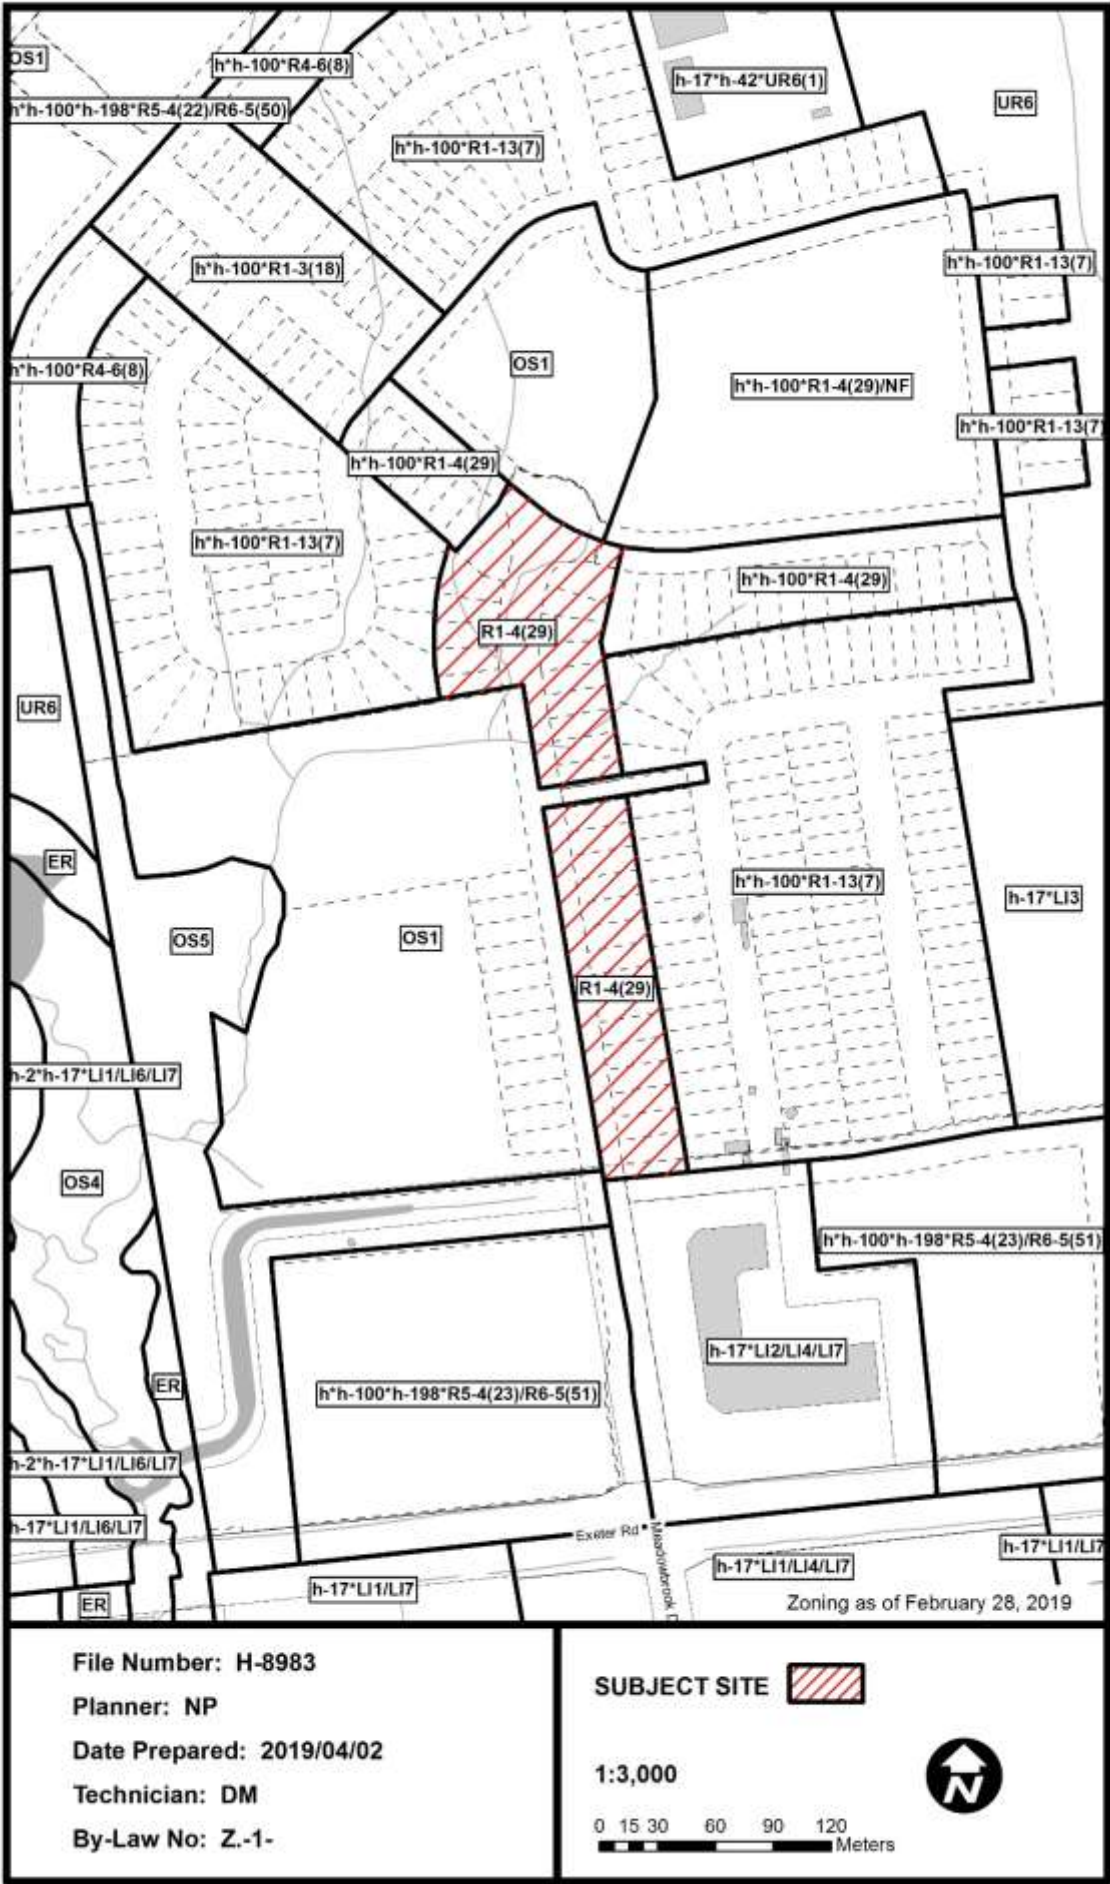 OS1
h*h-100*R4-6(8)
h-17*h-42*UR6(1)
UR6
h*h-100*h-198*R5-4(22)/R6-5(50)
h*h-100*R1-13(7)
h*h-100*R1-3(18)
h*h-100*R1-13(7)
h*h-100*R4-6(8)
OS1
h*h-100*R1-4(29)/NF
h*h-100*R1-13(7)
h*h-100*R1-4(29)
h*h-100*R1-13(7)
h*h-100*R1-4(29)
R1-4(29)
UR6
ER
h*h-100*R1-13(7)
h-17*LI3
OS5
OS1
R1-4(29)
h-2*h-17*LI1/LI6/LI7
OS4
h*h-100*h-198*R5-4(23)/R6-5(51)
h-17*LI2/LI4/LI7
ER
h*h-100*h-198*R5-4(23)/R6-5(51)
h-2*h-17*LI1/LI6/LI7
h-17*LI1/LI6/LI7
Exeter Rd
Meadowbrook D
h-17*LI1/LI7
h-17*LI1/LI4/LI7
h-17*LI1/LI7
ER
Zoning as of February 28, 2019
File Number: H-8983
Planner: NP
Date Prepared: 2019/04/02
Technician: DM
By-Law No: Z.-1-
SUBJECT SITE
1:3,000
N
0 15 30 60 90 120
Meters